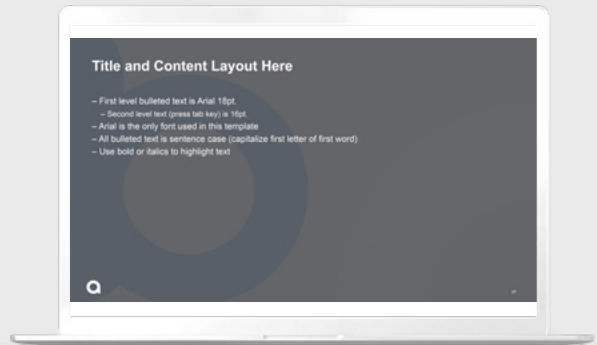 Title and Content Layout Here
– First level bulleted text is Arial 18pt.
– Second level text (press tab key) is 16pt.
– Arial is the only font used in this template
– All bulleted text is sentence case (capitalize first letter of first word)
– Use bold or italics to highlight text